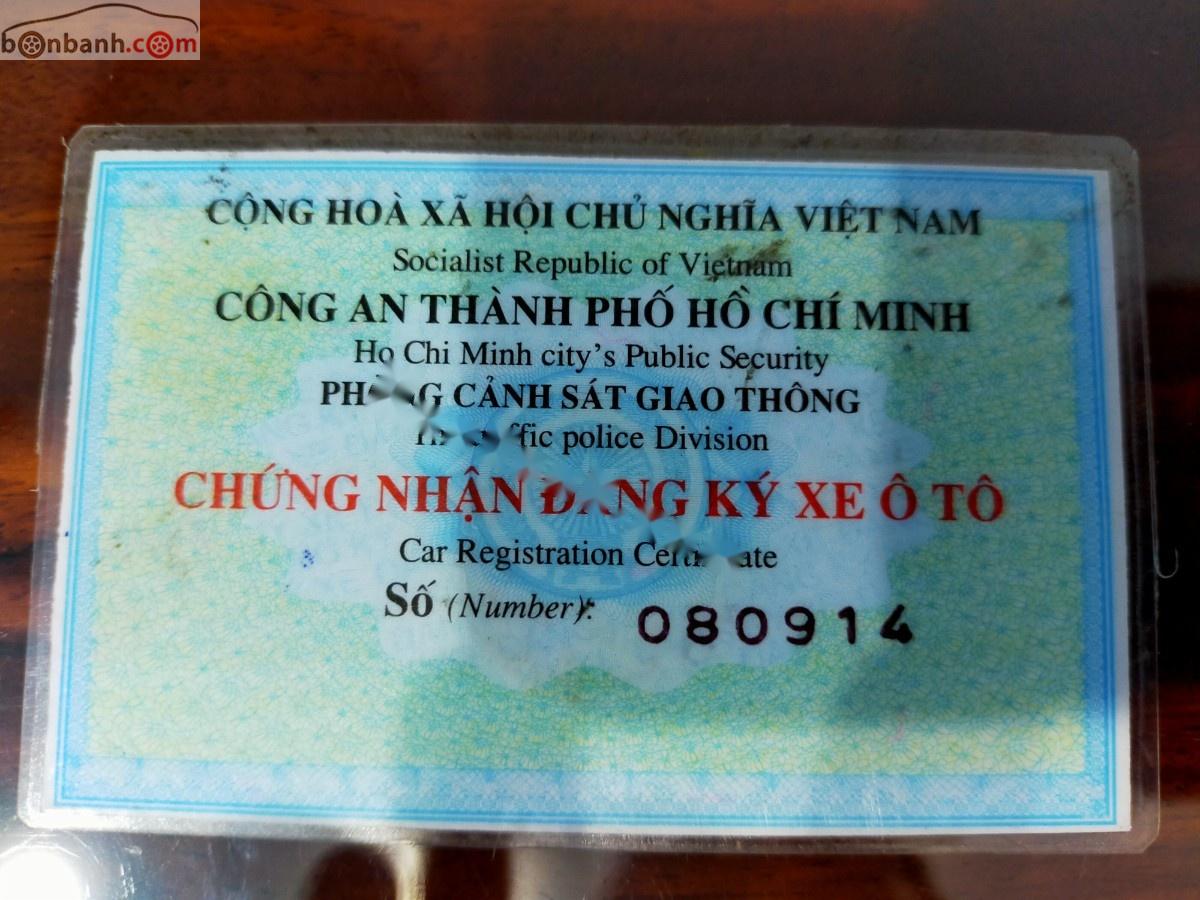 bonbanh.com
CỘNG HOÀ XÃ HỘI CHỦ NGHĨA VIỆT NAM
Socialist Republic of Vietnam
CÔNG AN THÀNH PHỐ HỒ CHÍ MINH
Ho Chi Minh city's Public Security
CẢNH SÁT GIAO THÔNG
police Division
CHỨNG NHẬN ĐĂNG KÝ XE Ô TÔ
Car Registration Certificate
Số (Number):
080914